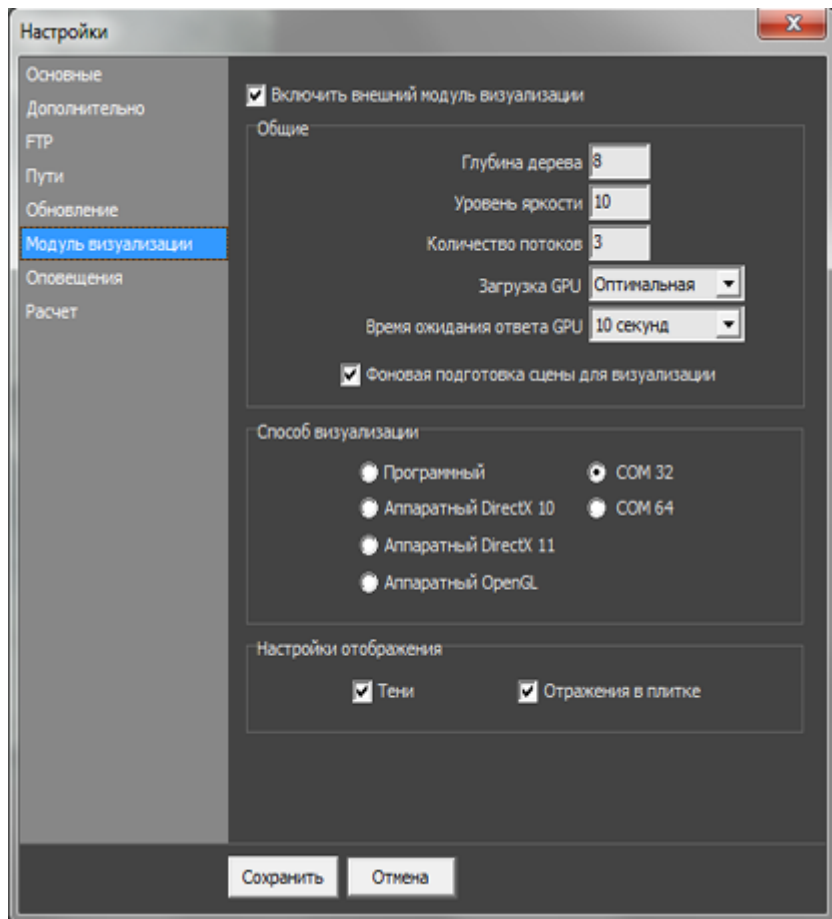 Настройки
Основные
Дополнительно
FTP
Пути
Обновление
Модуль визуализации
Оповещения
Расчет
Включить внешний модуль визуализации
Общие
Глубина дерева 8
Уровень яркости 10
Количество потоков 3
Загрузка GPU Оптимальная
Время ожидания ответа GPU 10 секунд
Фоновая подготовка сцены для визуализации
Способ визуализации
Программный COM 32
Аппаратный DirectX 10 COM 64
Аппаратный DirectX 11
Аппаратный OpenGL
Настройки отображения
Тени Отражения в плитке
Сохранить Отмена